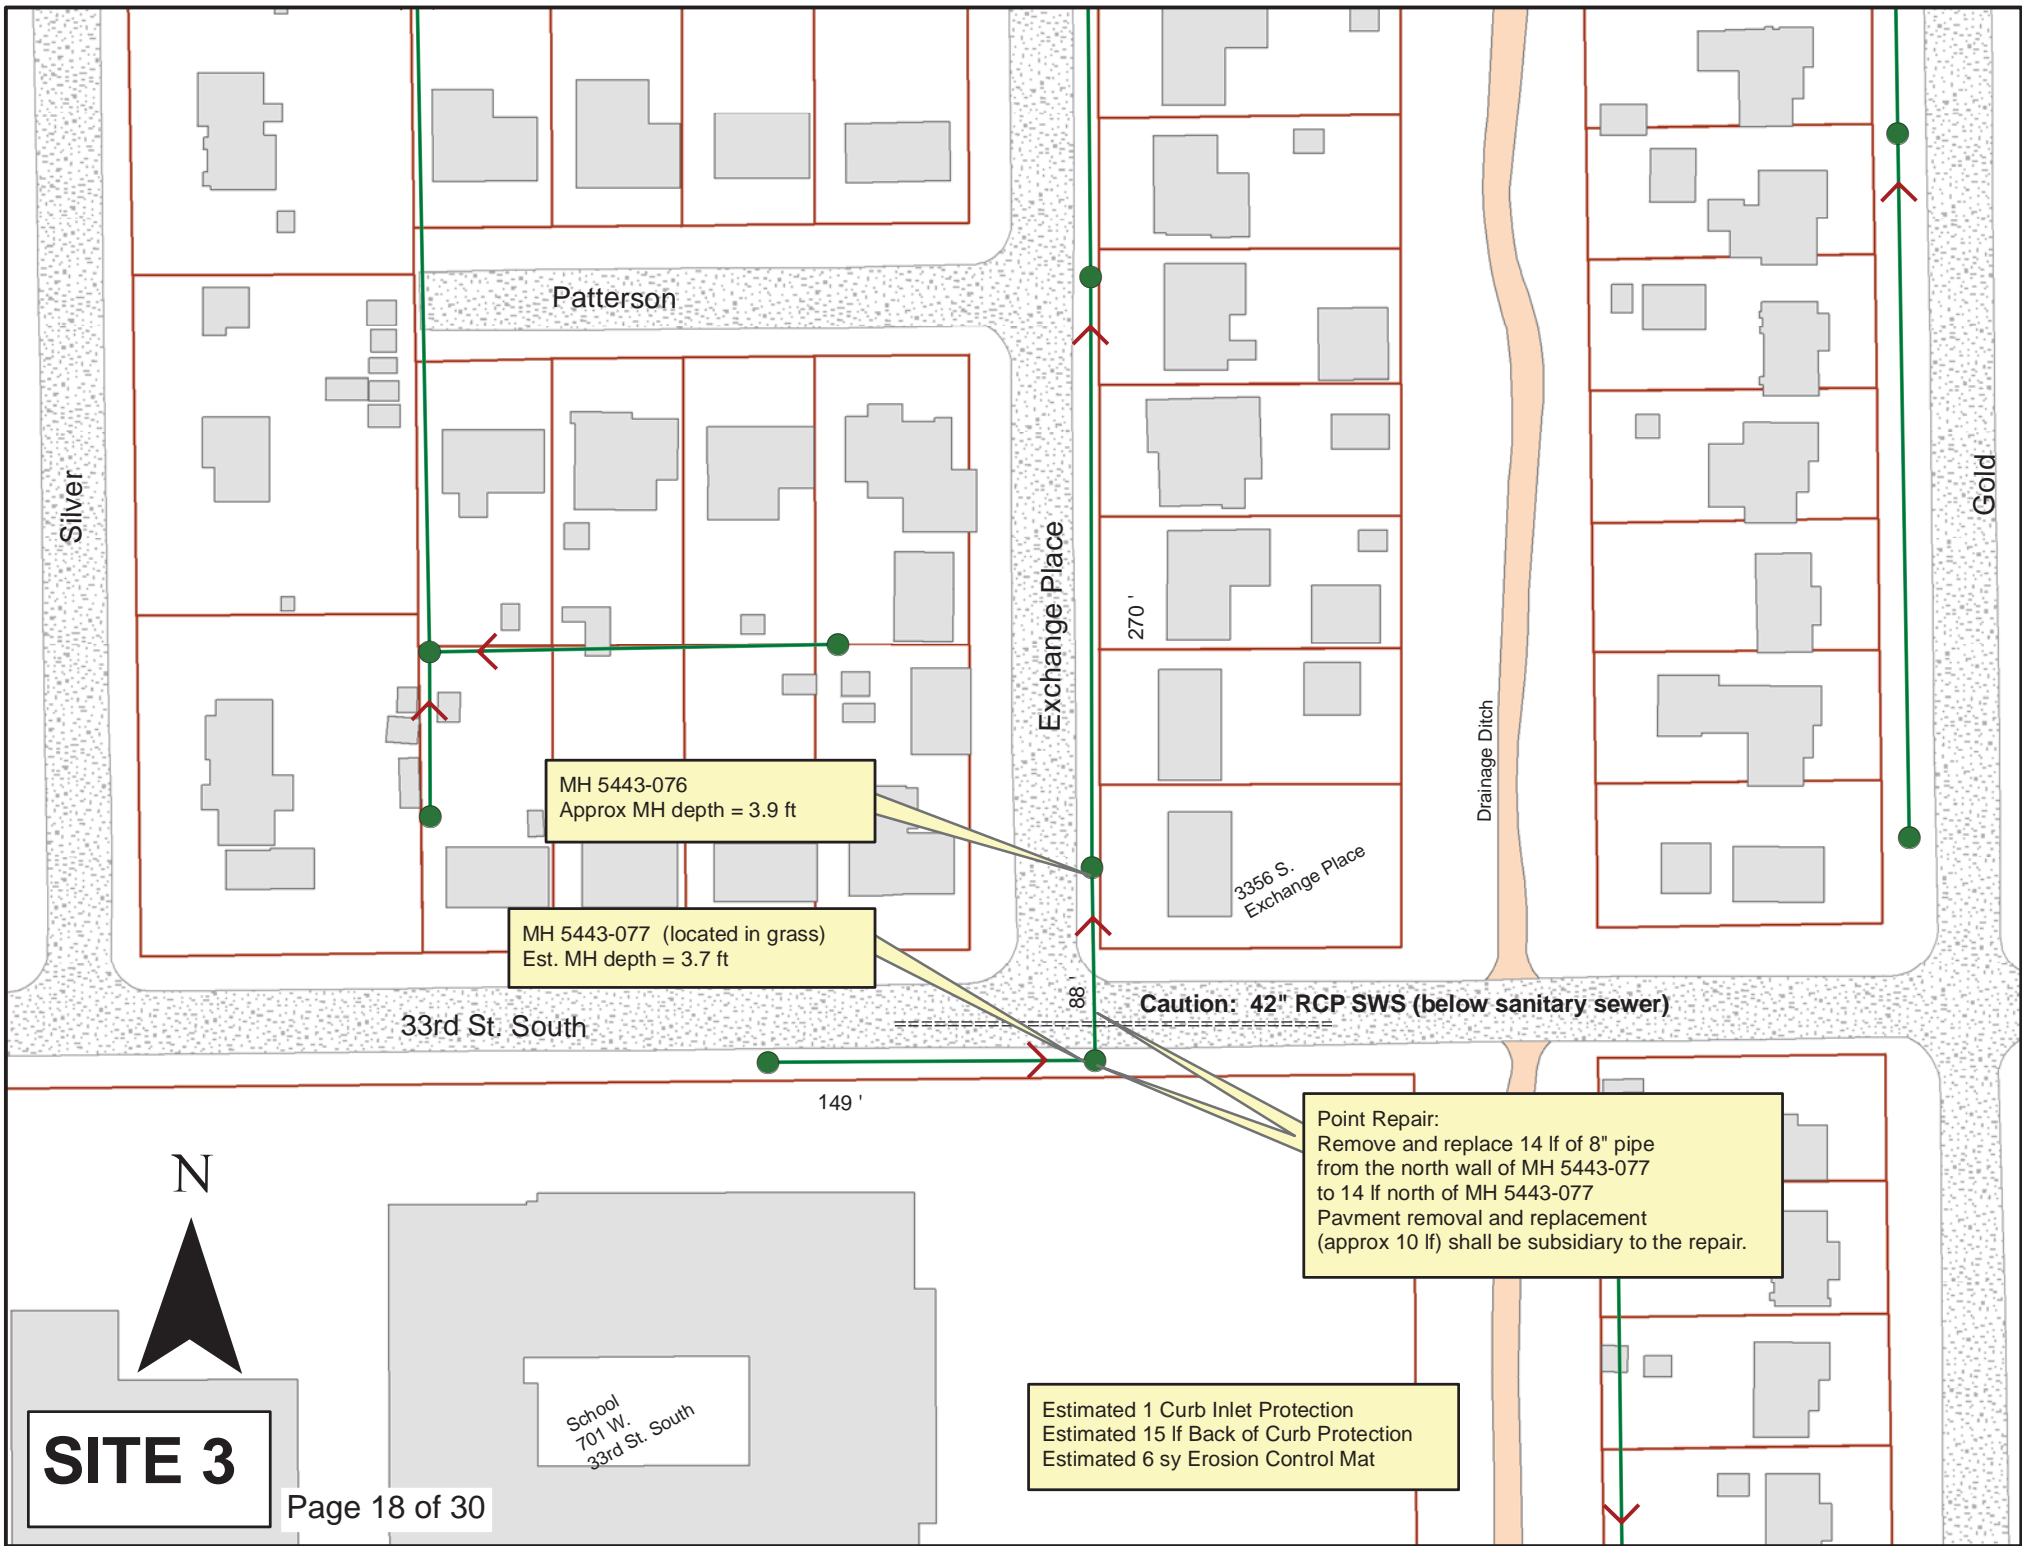 Patterson
Silver
Gold
Exchange Place
270 '
Drainage Ditch
MH 5443-076
Approx MH depth = 3.9 ft
3356 S.
Exchange Place
MH 5443-077  (located in grass)
Est. MH depth = 3.7 ft
88 '
Caution:  42" RCP SWS (below sanitary sewer)
33rd St. South
149 '
Point Repair:
Remove and replace 14 lf of 8" pipe
from the north wall of MH 5443-077
to 14 lf north of MH 5443-077
Pavment removal and replacement
(approx 10 lf) shall be subsidiary to the repair.
N
School
701 W.
33rd St. South
Estimated 1 Curb Inlet Protection
Estimated 15 lf Back of Curb Protection
Estimated 6 sy Erosion Control Mat
SITE 3
Page 18 of 30